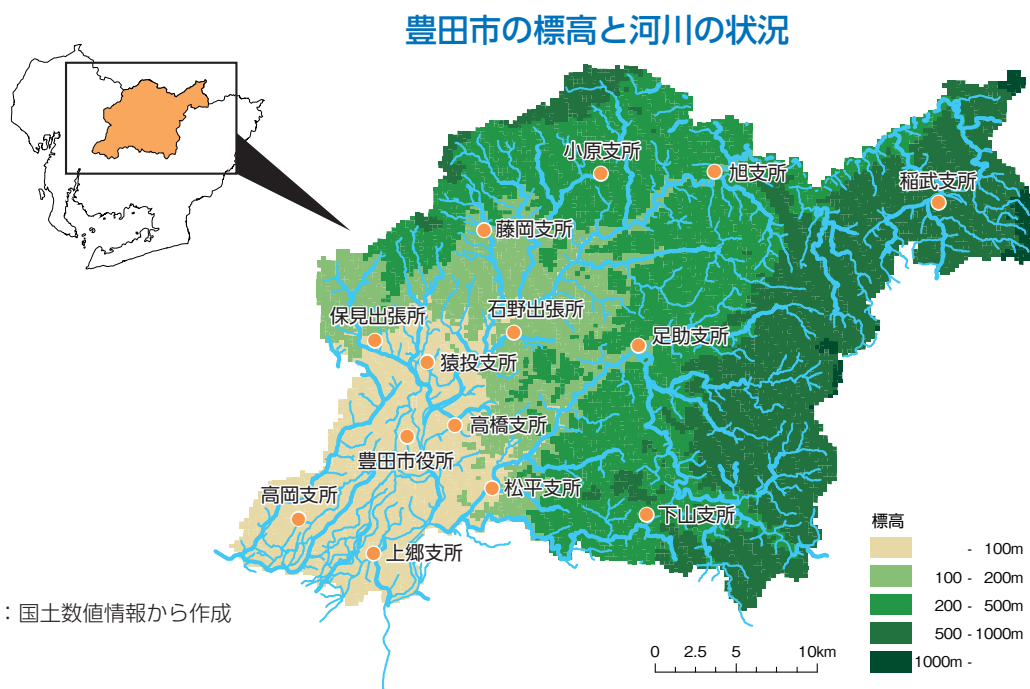 豊田市の標高と河川の状況
小原支所
旭支所
稲武支所
藤岡支所
保見出張所
石野出張所
足助支所
猿投支所
高橋支所
豊田市役所
高岡支所
松平支所
下山支所
上郷支所
標高
- 100m
100 - 200m
200 - 500m
500 - 1000m
1000m -
：国土数値情報から作成
0 2.5 5 10km